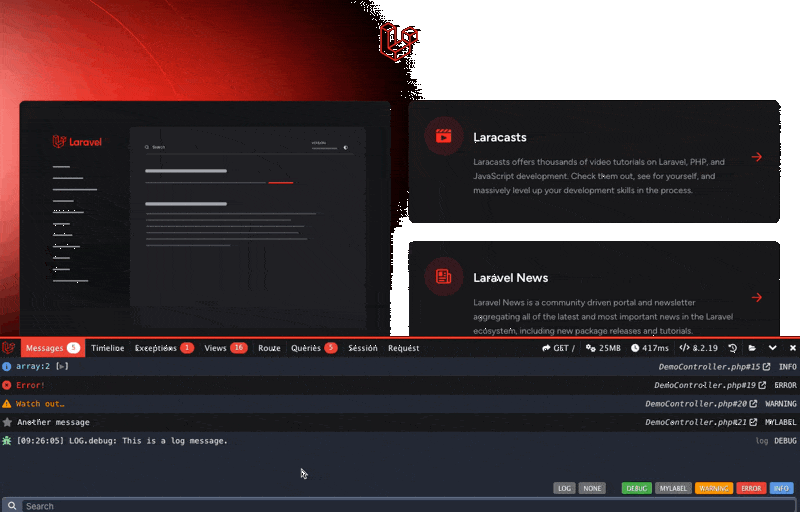 Laravel
Search
Laracasts
Laracasts offers thousands of video tutorials on Laravel, PHP, and
JavaScript development. Check them out, see for yourself, and
massively level up your development skills in the process.
Laravel News
Laravel News is a community driven portal and newsletter
aggregating all of the latest and most important news in the Laravel
ecosystem, including new package releases and tutorials.
Messages 5 Timeline Exceptions 1 Views 16 Route Queries 5 Session Request GET / 25MB 417ms 8.2.19
array:2 [▶] DemoController.php#15 INFO
Error! DemoController.php#19 ERROR
Watch out… DemoController.php#20 WARNING
Another message DemoController.php#21 MYLABEL
[09:26:05] LOG.debug: This is a log message. log DEBUG
LOG NONE DEBUG MYLABEL WARNING ERROR INFO
Search